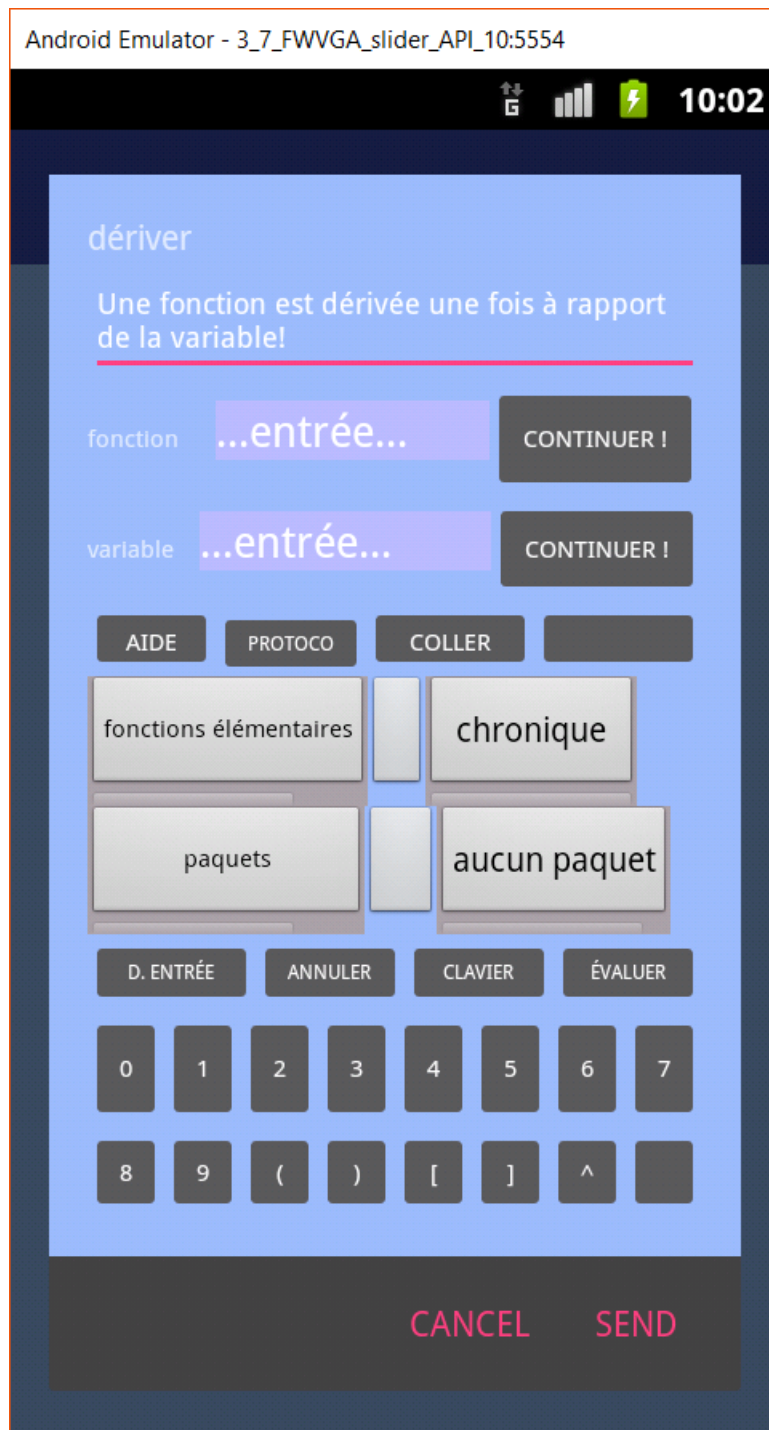 Android Emulator - 3_7_FWVGA_slider_API_10:5554
G 10:02
dériver
Une fonction est dérivée une fois à rapport
de la variable!
fonction ...entrée... CONTINUER !
variable ...entrée... CONTINUER !
AIDE PROTOCO COLLER
fonctions élémentaires chronique
paquets aucun paquet
D. ENTRÉE ANNULER CLAVIER ÉVALUER
0 1 2 3 4 5 6 7
8 9 ( ) [ ] ^
CANCEL SEND